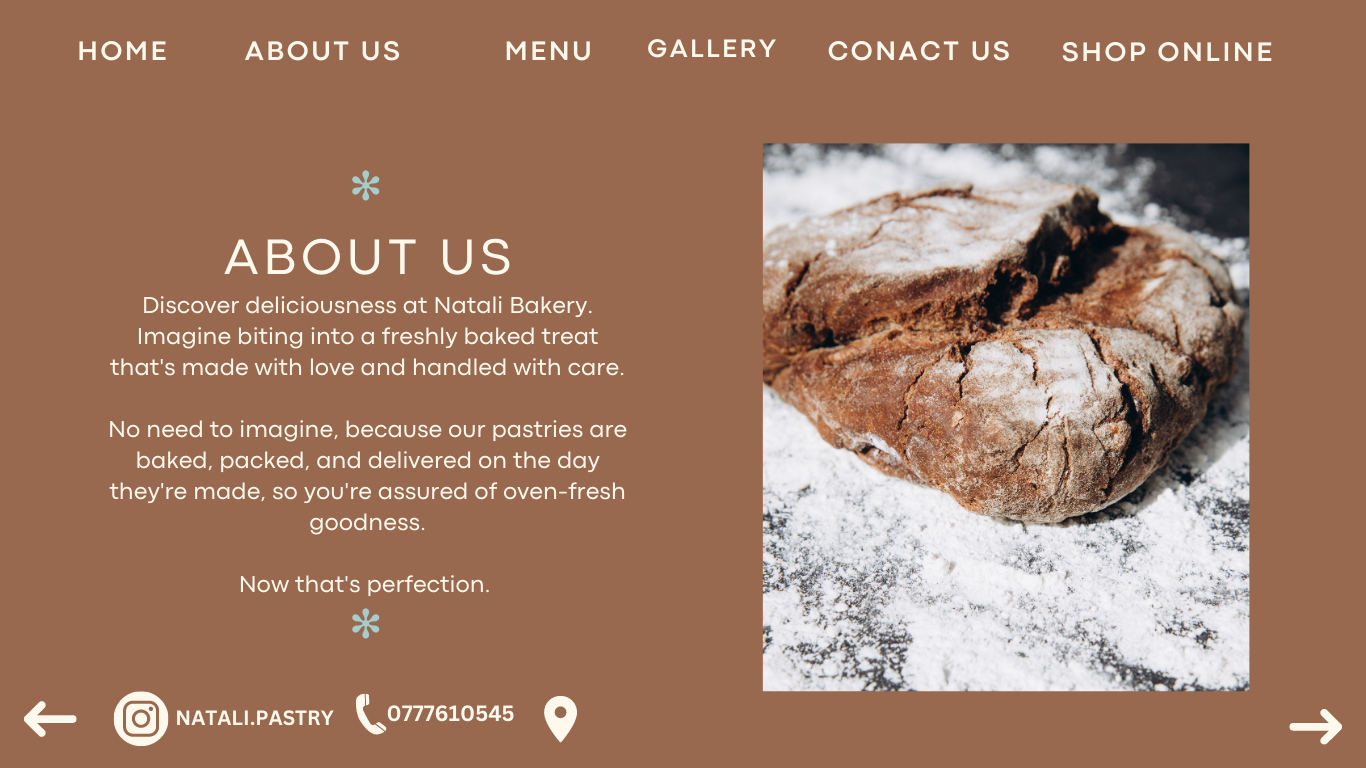 HOME ABOUT US MENU GALLERY CONACT US SHOP ONLINE
ABOUT US
Discover deliciousness at Natali Bakery.
Imagine biting into a freshly baked treat
that's made with love and handled with care.
No need to imagine, because our pastries are
baked, packed, and delivered on the day
they're made, so you're assured of oven-fresh
goodness.
Now that's perfection.
NATALI.PASTRY 0777610545